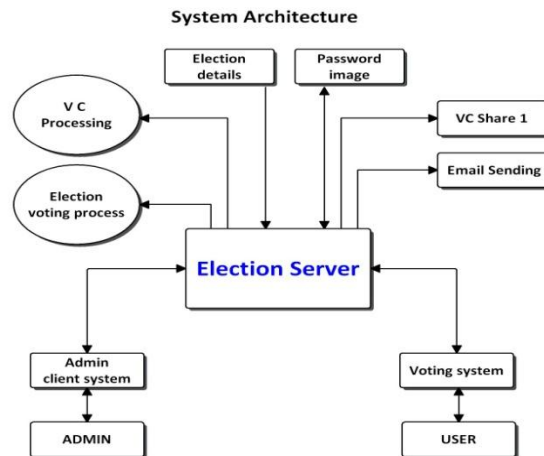 System Architecture
Election
details
Password
image
V C
Processing
VC Share 1
Email Sending
Election
voting process
Election Server
Admin
client system
Voting system
ADMIN
USER